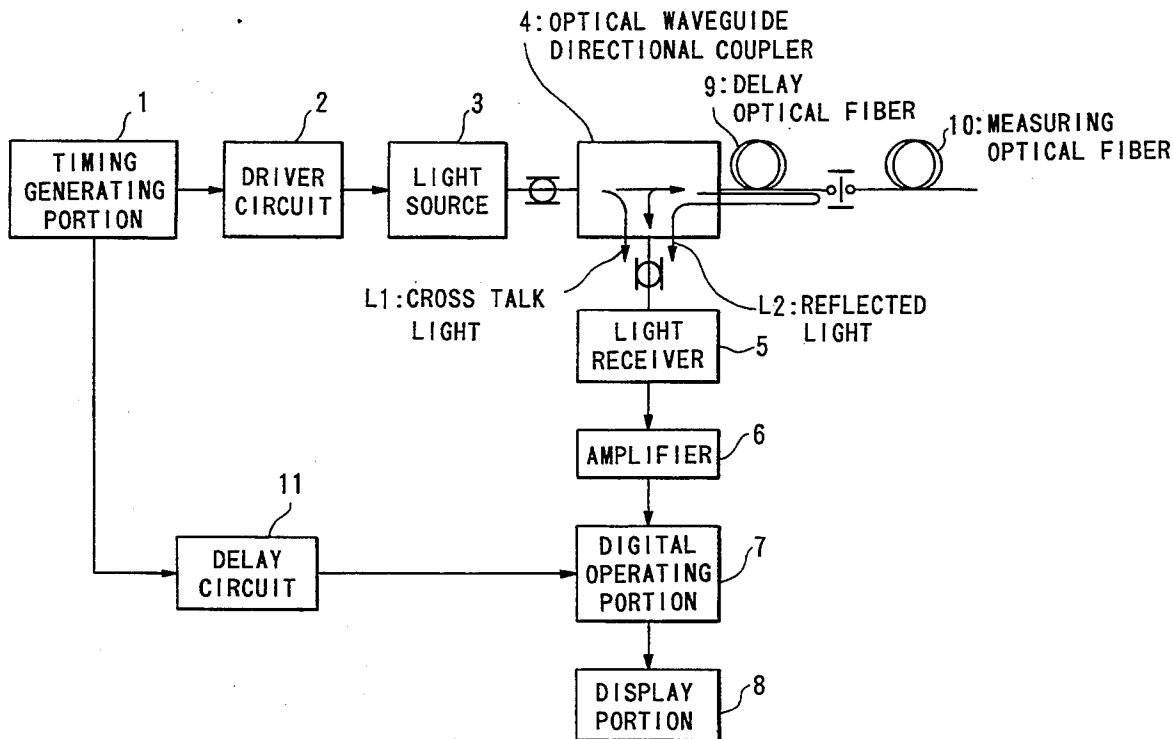 4:OPTICAL WAVEGUIDE
DIRECTIONAL COUPLER
9:DELAY
OPTICAL FIBER
10:MEASURING
OPTICAL FIBER
1
2
3
TIMING
GENERATING
PORTION
DRIVER
CIRCUIT
LIGHT
SOURCE
L1:CROSS TALK
LIGHT
L2:REFLECTED
LIGHT
LIGHT
RECEIVER
5
AMPLIFIER
6
11
DELAY
CIRCUIT
DIGITAL
OPERATING
PORTION
7
DISPLAY
PORTION
8